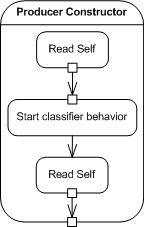 Producer Constructor
Read Self
Start classifier behavior
Read Self